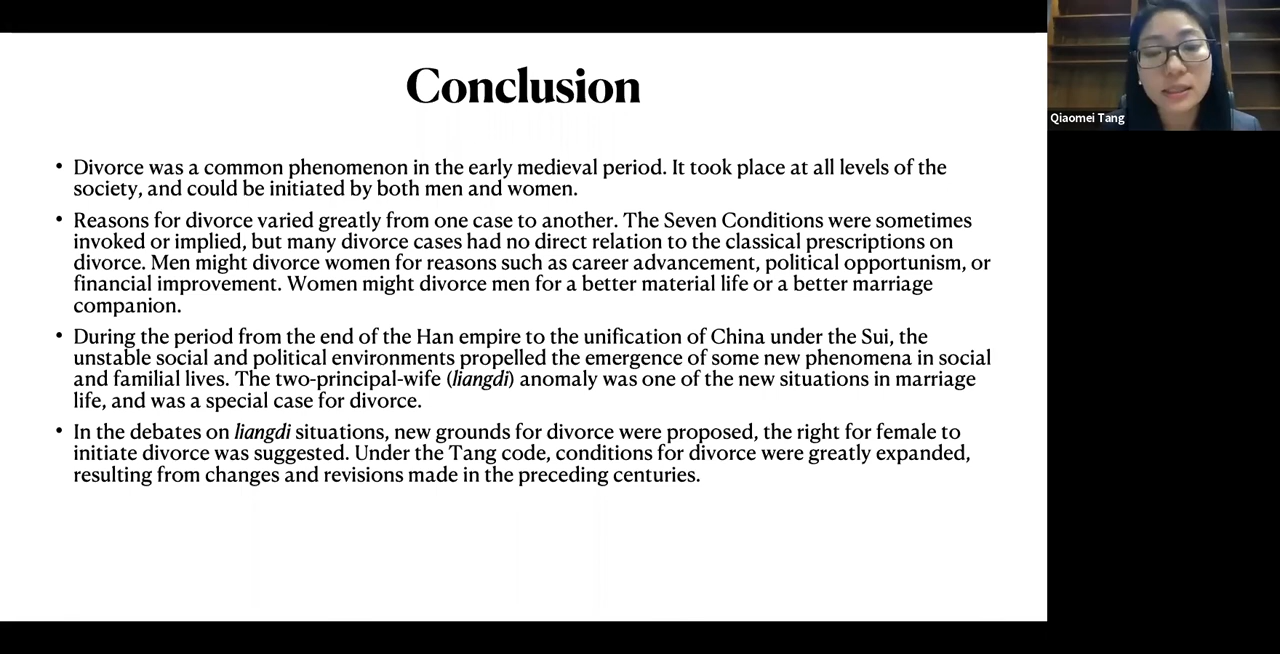 Conclusion
• Divorce was a common phenomenon in the early medieval period. It took place at all levels of the
society, and could be initiated by both men and women.
• Reasons for divorce varied greatly from one case to another. The Seven Conditions were sometimes
invoked or implied, but many divorce cases had no direct relation to the classical prescriptions on
divorce. Men might divorce women for reasons such as career advancement, political opportunism, or
financial improvement. Women might divorce men for a better material life or a better marriage
companion.
• During the period from the end of the Han empire to the unification of China under the Sui, the
unstable social and political environments propelled the emergence of some new phenomena in social
and familial lives. The two-principal-wife (liangdi) anomaly was one of the new situations in marriage
life, and was a special case for divorce.
• In the debates on liangdi situations, new grounds for divorce were proposed, the right for female to
initiate divorce was suggested. Under the Tang code, conditions for divorce were greatly expanded,
resulting from changes and revisions made in the preceding centuries.
Qiaomei Tang